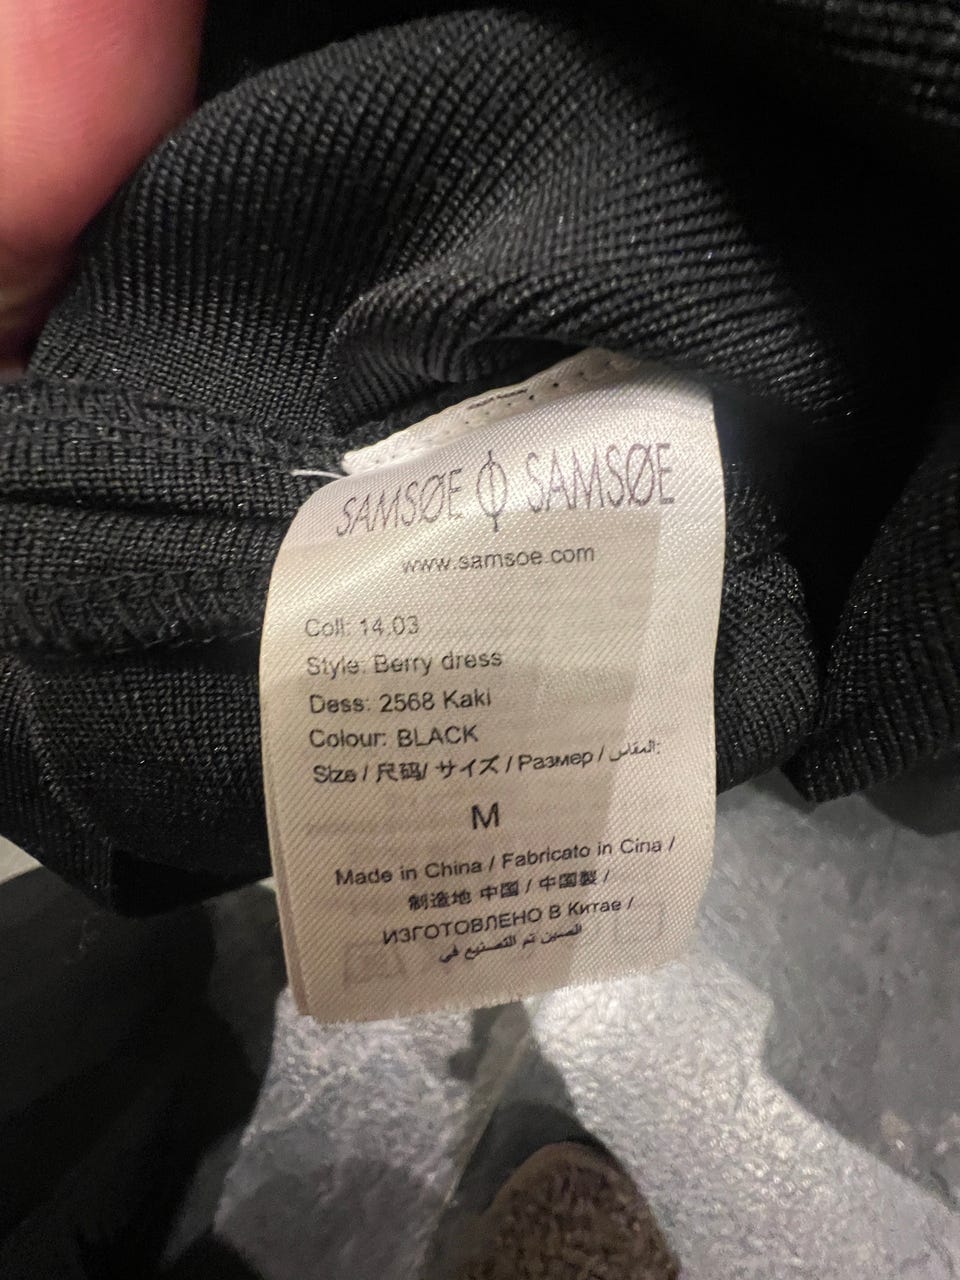 SAMSØE Φ SAMSØE
www.samsoe.com
Coll: 14.03
Style: Berry dress
Dess: 2568 Kaki
Colour: BLACK
Size / 尺码/ サイズ / Размер / المقاس:
M
Made in China / Fabricato in Cina /
制造地 中国 / 中国製 /
ИЗГОТОВЛЕНО В Китае /
الصين تم التصنيع في